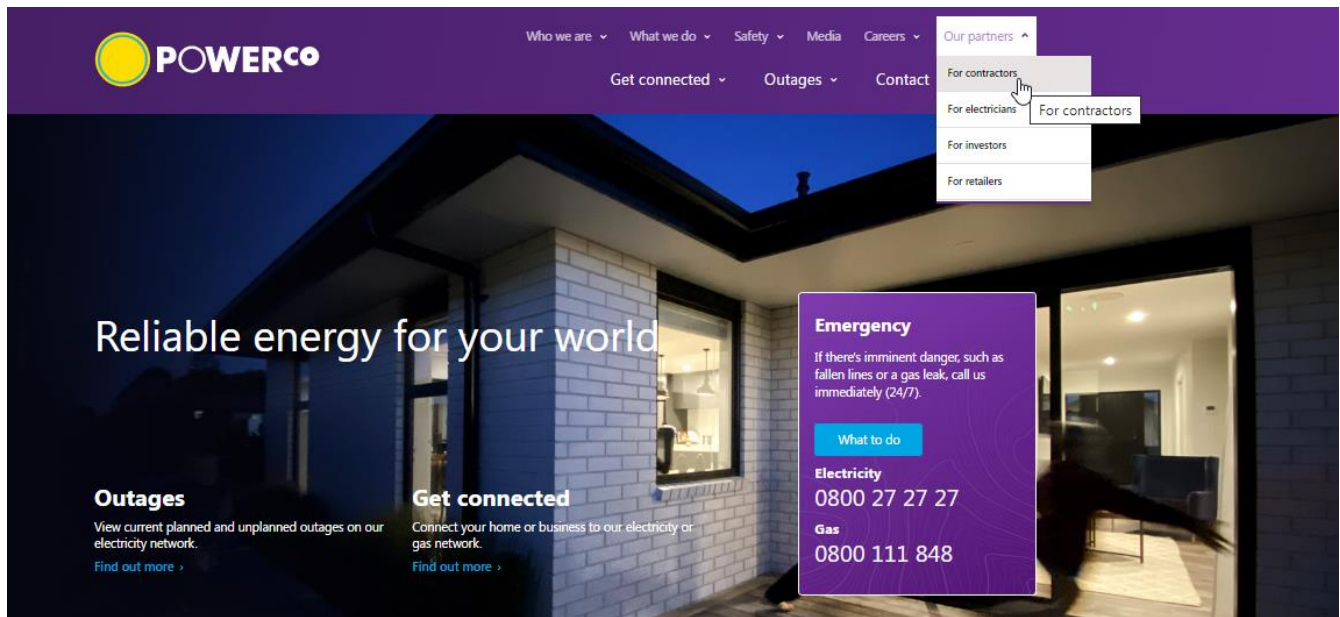 POWERCO
Who we are What we do Safety Media Careers Our partners
Get connected Outages Contact
For contractors
For contractors
For electricians
For investors
For retailers
Reliable energy for your world
Outages
View current planned and unplanned outages on our
electricity network.
Find out more ›
Get connected
Connect your home or business to our electricity or
gas network.
Find out more ›
Emergency
If there's imminent danger, such as
fallen lines or a gas leak, call us
immediately (24/7).
What to do
Electricity
0800 27 27 27
Gas
0800 111 848